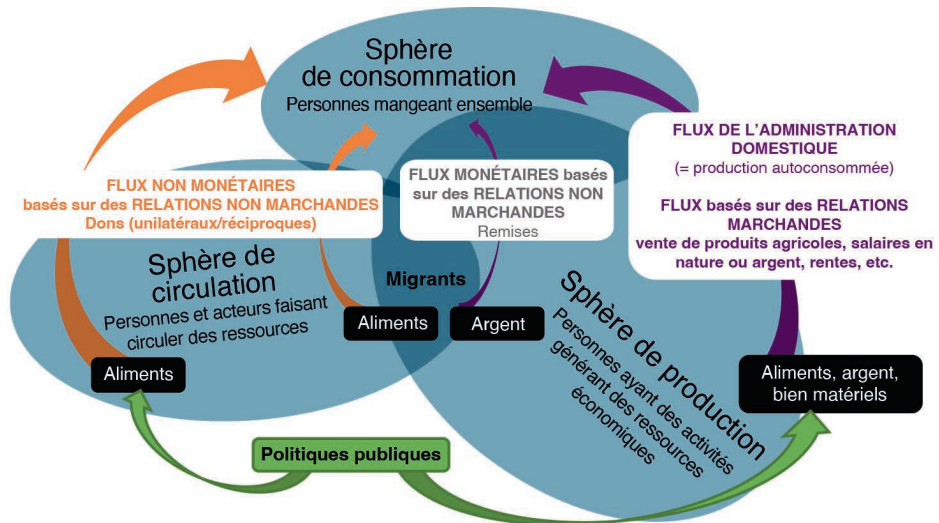 Sphère
de consommation
Personnes mangeant ensemble
FLUX NON MONÉTAIRES
basés sur des RELATIONS NON MARCHANDES
Dons (unilatéraux/réciproques)
FLUX MONÉTAIRES basés
sur des RELATIONS NON
MARCHANDES
Remises
FLUX DE L'ADMINISTRATION
DOMESTIQUE
(= production autoconsommée)
FLUX basés sur des RELATIONS
MARCHANDES
vente de produits agricoles, salaires en
nature ou argent, rentes, etc.
Sphère de
circulation
Personnes et acteurs faisant
circuler des ressources
Migrants
Aliments
Argent
Sphère de production
Personnes ayant des activités
générant des ressources
économiques
Aliments
Aliments, argent,
bien matériels
Politiques publiques